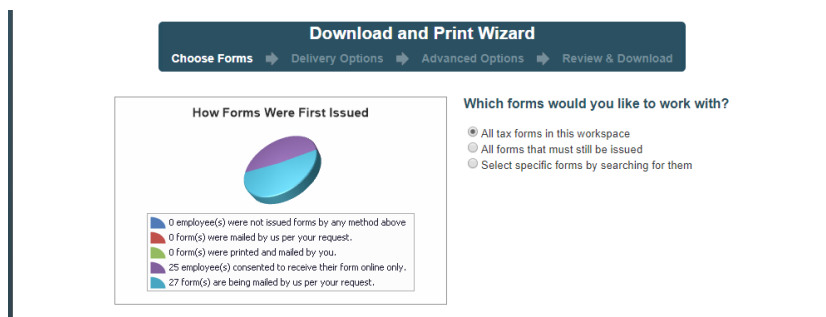 Download and Print Wizard
Choose Forms Delivery Options Advanced Options Review & Download
How Forms Were First Issued
0 employee(s) were not issued forms by any method above
0 form(s) were mailed by us per your request.
0 form(s) were printed and mailed by you.
25 employee(s) consented to receive their form online only.
27 form(s) are being mailed by us per your request.
Which forms would you like to work with?
All tax forms in this workspace
All forms that must still be issued
Select specific forms by searching for them